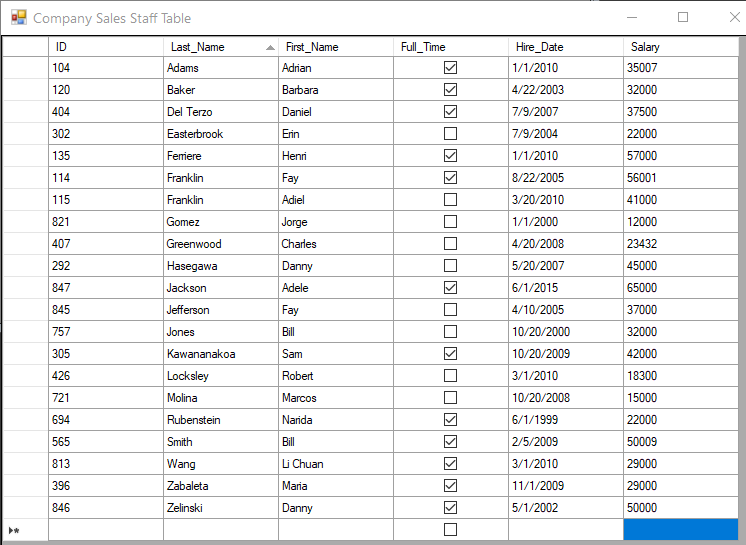 Company Sales Staff Table
ID Last_Name First_Name Full_Time Hire_Date Salary
104 Adams Adrian 1/1/2010 35007
120 Baker Barbara 4/22/2003 32000
404 Del Terzo Daniel 7/9/2007 37500
302 Easterbrook Erin 7/9/2004 22000
135 Ferriere Henri 1/1/2010 57000
114 Franklin Fay 8/22/2005 56001
115 Franklin Adiel 3/20/2010 41000
821 Gomez Jorge 1/1/2000 12000
407 Greenwood Charles 4/20/2008 23432
292 Hasegawa Danny 5/20/2007 45000
847 Jackson Adele 6/1/2015 65000
845 Jefferson Fay 4/10/2005 37000
757 Jones Bill 10/20/2000 32000
305 Kawananakoa Sam 10/20/2009 42000
426 Locksley Robert 3/1/2010 18300
721 Molina Marcos 10/20/2008 15000
694 Rubenstein Narida 6/1/1999 22000
565 Smith Bill 2/5/2009 50009
813 Wang Li Chuan 3/1/2010 29000
396 Zabaleta Maria 11/1/2009 29000
846 Zelinski Danny 5/1/2002 50000